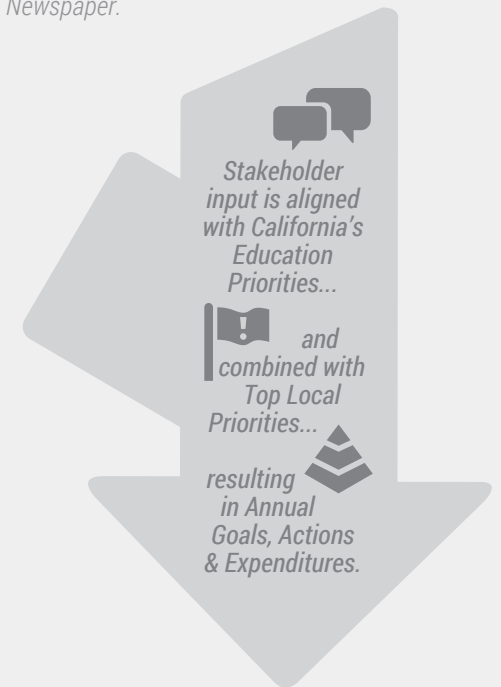 Newspaper.
Stakeholder
input is aligned
with California's
Education
Priorities...
!
and
combined with
Top Local
Priorities...
resulting
in Annual
Goals, Actions
& Expenditures.